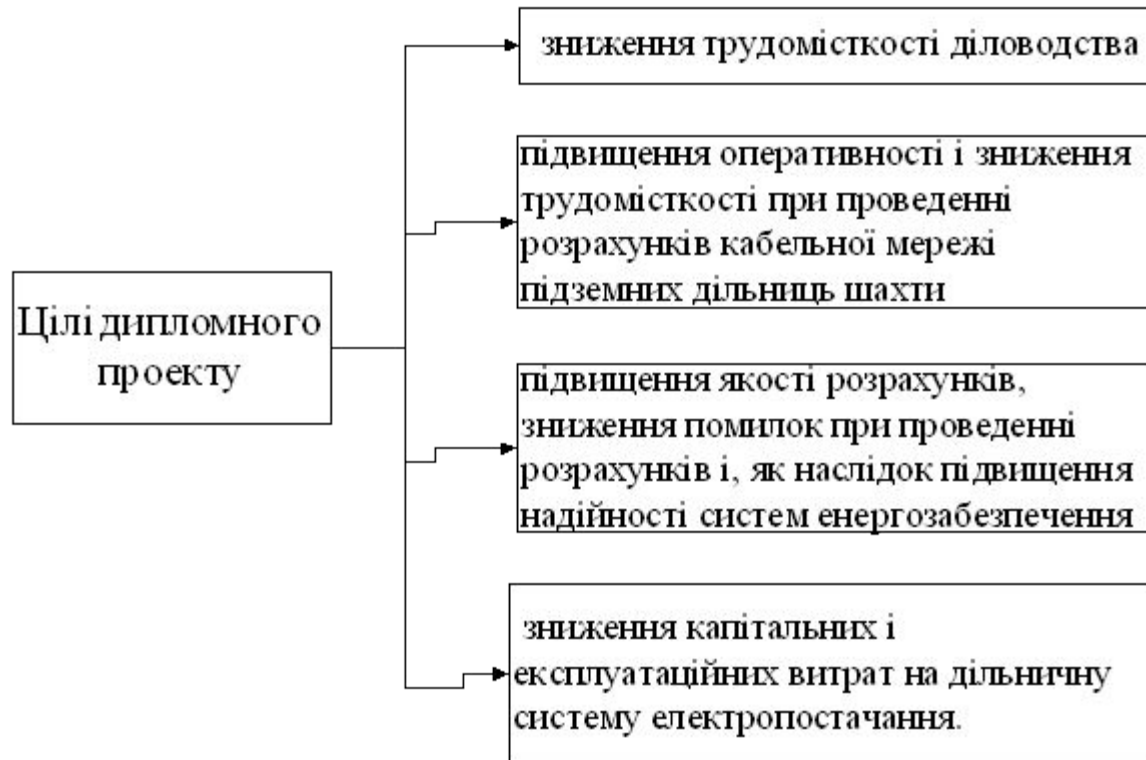 Цілі дипломного
проекту
зниження трудомісткості діловодства
підвищення оперативності і зниження
трудомісткості при проведенні
розрахунків кабельної мережі
підземних дільниць шахти
підвищення якості розрахунків,
зниження помилок при проведенні
розрахунків і, як наслідок підвищення
надійності систем енергозабезпечення
зниження капітальних і
експлуатаційних витрат на дільничну
систему електропостачання.